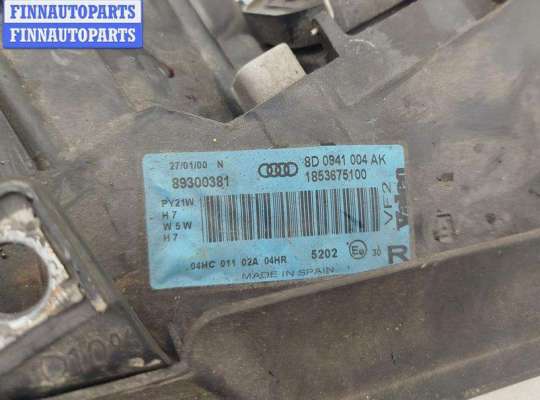 FINNAUTOPARTS
FINNAUTOPARTS
27/01/00 N
8D 0941 004 AK
89300381
1853675100
PY21W
H7
W5W
H7
VF2
Valeo
04HC 011 02A 04HR
5202
30
R
MADE IN SPAIN